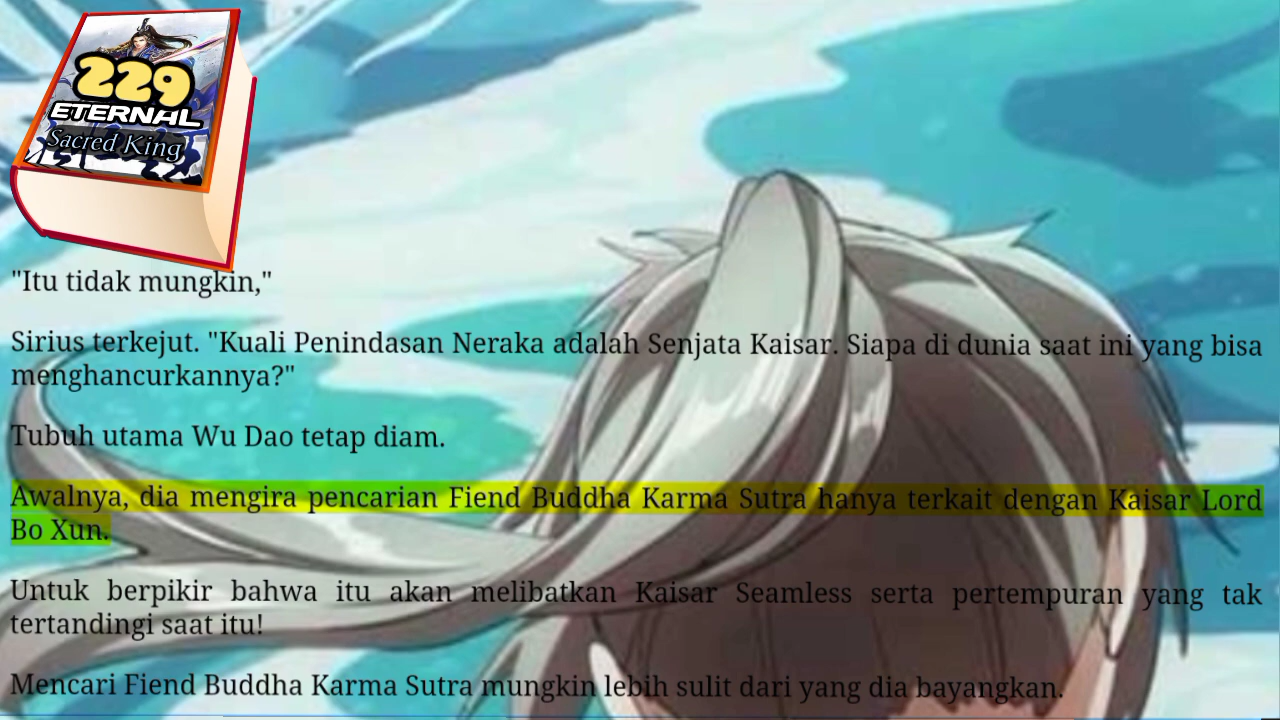 229
ETERNAL
Sacred King
"Itu tidak mungkin,"
Sirius terkejut. "Kuali Penindasan Neraka adalah Senjata Kaisar. Siapa di dunia saat ini yang bisa
menghancurkannya?"
Tubuh utama Wu Dao tetap diam.
Awalnya, dia mengira pencarian Fiend Buddha Karma Sutra hanya terkait dengan Kaisar Lord
Bo Xun.
Untuk berpikir bahwa itu akan melibatkan Kaisar Seamless serta pertempuran yang tak
tertandingi saat itu!
Mencari Fiend Buddha Karma Sutra mungkin lebih sulit dari yang dia bayangkan.